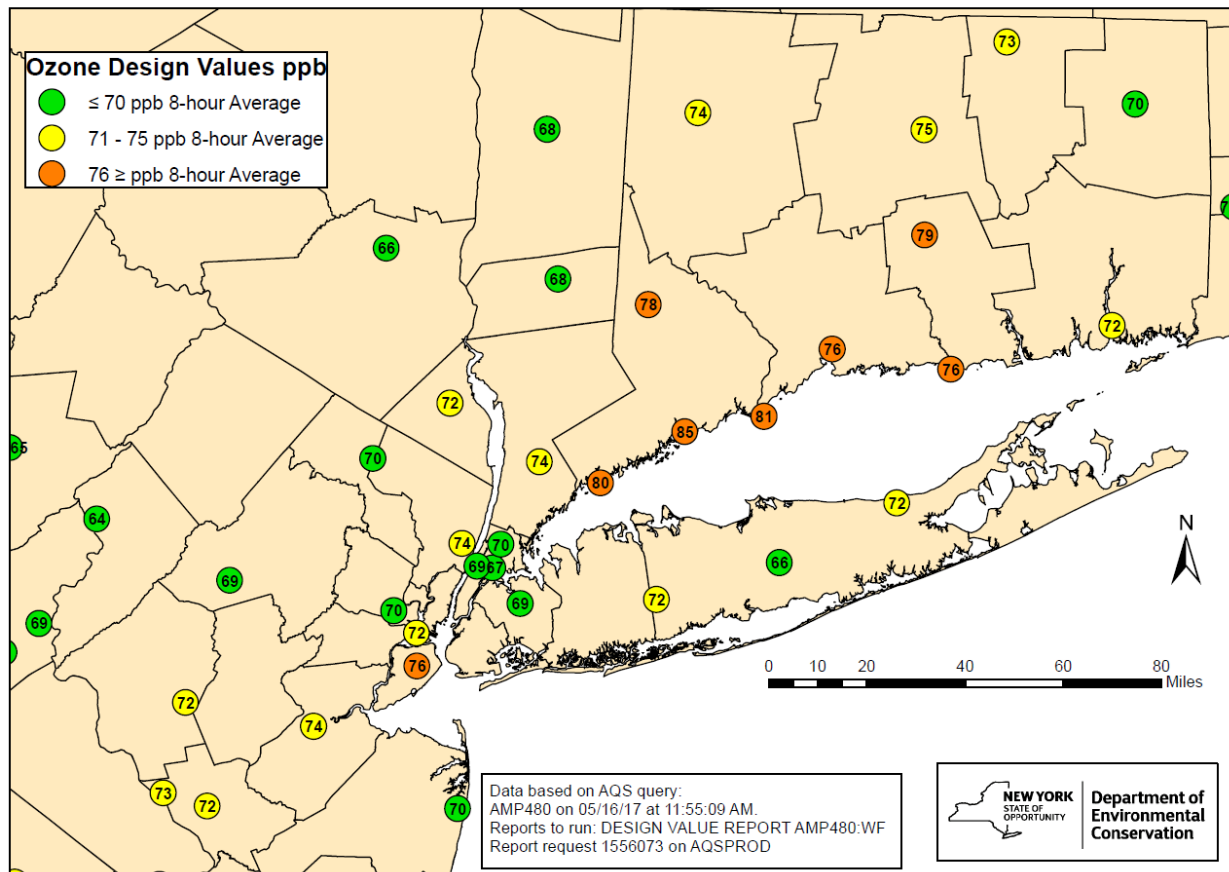 Ozone Design Values ppb
≤ 70 ppb 8-hour Average
71 - 75 ppb 8-hour Average
76 ≥ ppb 8-hour Average
73
70
74
68
75
79
66
68
78
72
76
76
72
81
85
74
70
80
65
72
64
74
70
69
67
66
69
69
72
70
69
72
76
72
74
73
72
70
N
0 10 20 40 60 80
Miles
Data based on AQS query:
AMP480 on 05/16/17 at 11:55:09 AM.
Reports to run: DESIGN VALUE REPORT AMP480:WF
Report request 1556073 on AQSPROD
NEW YORK
STATE OF
OPPORTUNITY
Department of
Environmental
Conservation